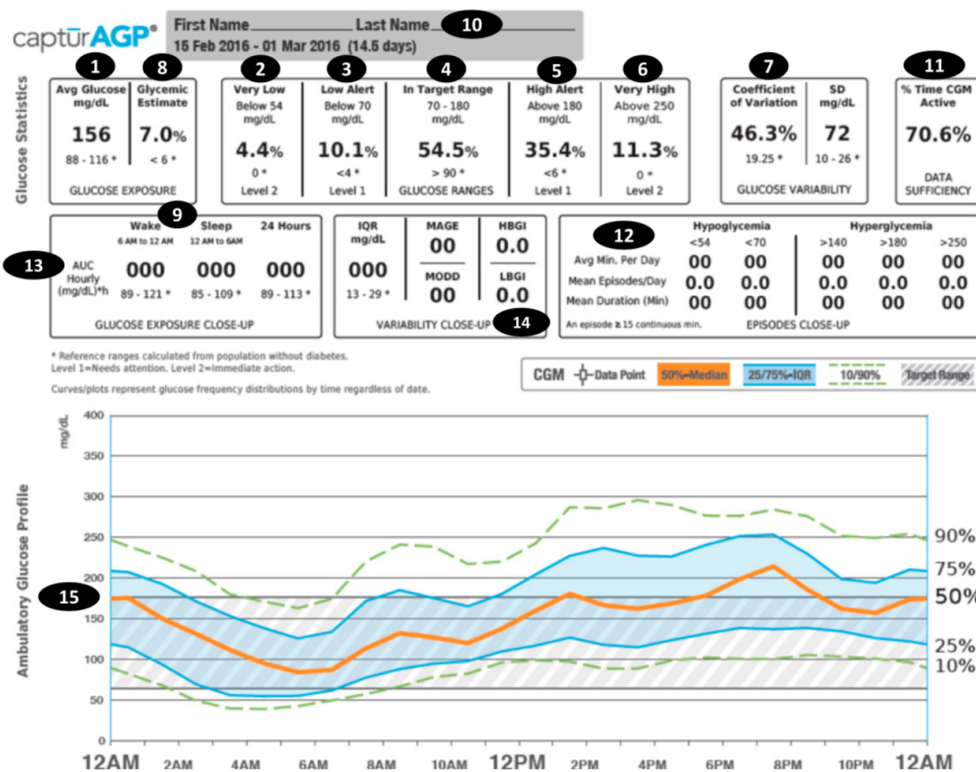 captūrAGP®
First Name Last Name 10
15 Feb 2016 - 01 Mar 2016 (14.5 days)
Glucose Statistics
1 8 2 3 4 5 6 7 11
Avg Glucose Glycemic Very Low Low Alert In Target Range High Alert Very High Coefficient SD % Time CGM
mg/dL Estimate Below 54 Below 70 70 - 180 Above 180 Above 250 of Variation mg/dL Active
mg/dL mg/dL mg/dL mg/dL mg/dL
156 7.0% 4.4% 10.1% 54.5% 35.4% 11.3% 46.3% 72 70.6%
88 - 116 * < 6 * 0 * <4 * > 90 * <6 * 0 * 19.25 * 10 - 26 *
GLUCOSE EXPOSURE Level 2 Level 1 GLUCOSE RANGES Level 1 Level 2 GLUCOSE VARIABILITY DATA
SUFFICIENCY
9
Wake Sleep 24 Hours
6 AM to 12 AM 12 AM to 6AM
13
AUC
Hourly
(mg/dL)*h
000 000 000
89 - 121 * 85 - 109 * 89 - 113 *
GLUCOSE EXPOSURE CLOSE-UP
IQR MAGE HBGI
mg/dL 00 0.0
000 MODD LBGI
13 - 29 * 00 0.0
VARIABILITY CLOSE-UP 14
12 Hypoglycemia Hyperglycemia
<54 <70 >140 >180 >250
Avg Min. Per Day 00 00 00 00 00
Mean Episodes/Day 0.0 0.0 0.0 0.0 0.0
Mean Duration (Min) 00 00 00 00 00
An episode ≥ 15 continuous min. EPISODES CLOSE-UP
* Reference ranges calculated from population without diabetes.
Level 1=Needs attention. Level 2=Immediate action.
Curves/plots represent glucose frequency distributions by time regardless of date.
CGM Data Point 50%=Median 25/75%=IQR 10/90% Target Range
Ambulatory Glucose Profile
mg/dL
400
350
300
250
200
150
100
50
0
15
90%
75%
50%
25%
10%
12AM 2AM 4AM 6AM 8AM 10AM 12PM 2PM 4PM 6PM 8PM 10PM 12AM